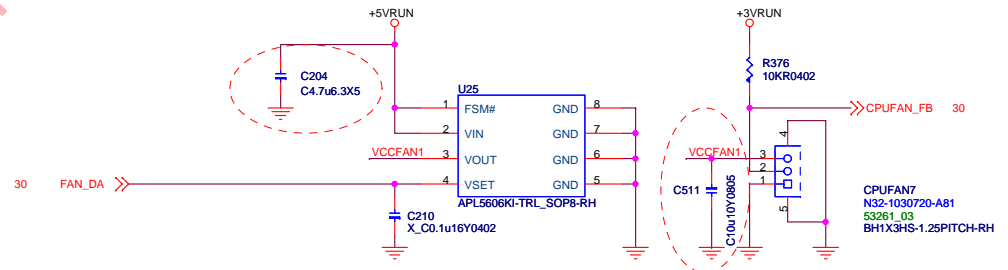 +5VRUN
+3VRUN
C204
C4.7u6.3X5
R376
10KR0402
U25
1 FSM# GND 8
2 VIN GND 7
3 VOUT GND 6
4 VSET GND 5
APL5606KI-TRL_SOP8-RH
VCCFAN1
30 FAN_DA
C210
X_C0.1u16Y0402
CPUFAN_FB 30
VCCFAN1
C511
C10u10Y0805
4
3
2
1
5
CPUFAN7
N32-1030720-A81
53261_03
BH1X3HS-1.25PITCH-RH